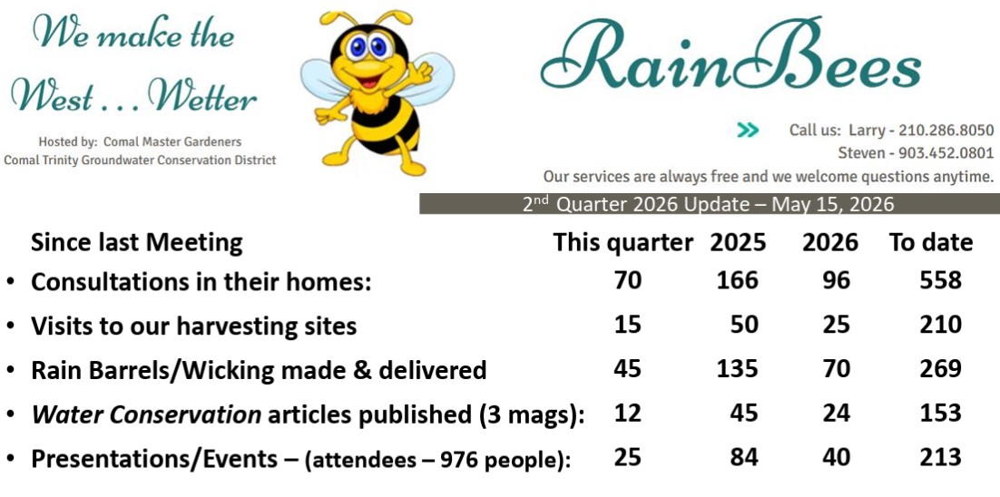 We make the
West . . . Wetter
Hosted by: Comal Master Gardeners
Comal Trinity Groundwater Conservation District
RainBees
Call us: Larry - 210.286.8050
Steven - 903.452.0801
Our services are always free and we welcome questions anytime.
2nd Quarter 2026 Update – May 15, 2026
Since last Meeting This quarter 2025 2026 To date
• Consultations in their homes: 70 166 96 558
• Visits to our harvesting sites 15 50 25 210
• Rain Barrels/Wicking made & delivered 45 135 70 269
• Water Conservation articles published (3 mags): 12 45 24 153
• Presentations/Events – (attendees – 976 people): 25 84 40 213